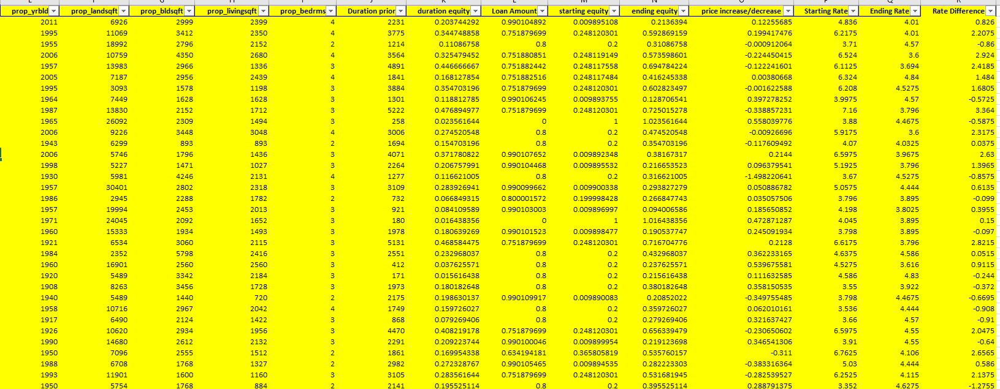 prop_yrbld prop_landsqft prop_bldsqft prop_livingsqft prop_bedrms Duration prior duration equity Loan Amount starting equity ending equity price increase/decrease Starting Rate Ending Rate Rate Difference
2011 6926 2999 2399 4 2231 0.203744292 0.990104892 0.009895108 0.2136394 0.12255685 4.836 4.01 0.826
1995 11069 3412 2350 4 3775 0.344748858 0.751879699 0.248120301 0.592869159 0.199417476 6.2175 4.01 2.2075
1955 18992 2796 2152 2 1214 0.11086758 0.8 0.2 0.31086758 -0.000912064 3.71 4.57 -0.86
2006 10759 4350 2680 4 3564 0.325479452 0.751880851 0.248119149 0.573598601 -0.224450415 6.524 3.6 2.924
1957 13983 2966 1336 3 4891 0.446666667 0.751882442 0.248117558 0.694784224 -0.122241601 6.1125 3.694 2.4185
2005 7187 2956 2439 4 1841 0.168127854 0.751882516 0.248117484 0.416245338 0.00380668 6.324 4.84 1.484
1995 3093 1578 1198 3 3884 0.354703196 0.751879699 0.248120301 0.602823497 -0.001622588 6.208 4.5275 1.6805
1964 7449 1628 1628 3 1301 0.118812785 0.990106245 0.009893755 0.128706541 0.397278252 3.9975 4.57 -0.5725
1987 13830 2152 1712 3 5222 0.476894977 0.751879699 0.248120301 0.725015278 -0.338857231 7.16 3.796 3.364
1965 26092 2309 1494 3 258 0.023561644 0 1 1.023561644 0.558039776 3.88 4.4675 -0.5875
2006 9226 3448 3048 4 3006 0.274520548 0.8 0.2 0.474520548 -0.00926696 5.9175 3.6 2.3175
1943 6299 893 893 2 1694 0.154703196 0.8 0.2 0.354703196 -0.117609492 4.07 4.0325 0.0375
2006 5746 1796 1436 3 4071 0.371780822 0.990107652 0.009892348 0.38167317 0.2144 6.5975 3.9675 2.63
1998 5227 1471 1027 3 2264 0.206757991 0.990104468 0.009895532 0.216653523 0.096379541 5.1925 3.796 1.3965
1930 5981 4246 2131 4 1277 0.116621005 0.8 0.2 0.316621005 -1.498220641 3.67 4.5275 -0.8575
1957 30401 2802 2318 3 3109 0.283926941 0.990099662 0.009900338 0.293827279 0.050886782 5.0575 4.444 0.6135
1986 2945 2288 1782 2 732 0.066849315 0.800001572 0.199998428 0.266847743 0.035057506 3.796 3.895 -0.099
1957 19994 2453 2013 3 921 0.084109589 0.990103003 0.009896997 0.094006586 0.185650852 4.198 3.8025 0.3955
1971 24045 2092 1652 3 180 0.016438356 0 1 1.016438356 0.472871287 4.045 3.895 0.15
1960 15333 1934 1493 3 1978 0.180639269 0.990101523 0.009898477 0.190537747 0.245091934 3.798 3.895 -0.097
1921 6534 3060 2115 3 5131 0.468584475 0.751879699 0.248120301 0.716704776 0.2128 6.6175 3.796 2.8215
1984 2352 5798 2416 3 2551 0.232968037 0.8 0.2 0.432968037 0.362233165 4.6375 4.586 0.0515
1960 16901 2560 2560 3 412 0.037625571 0.8 0.2 0.237625571 0.539675581 4.5275 3.616 0.9115
1920 5489 3342 2184 3 171 0.015616438 0.8 0.2 0.215616438 0.111632585 4.586 4.83 -0.244
1908 8263 3456 1728 3 1973 0.180182648 0.8 0.2 0.380182648 0.358150535 3.55 3.922 -0.372
1940 5489 1440 720 2 2175 0.198630137 0.990109917 0.009890083 0.20852022 -0.349755485 3.798 4.4675 -0.6695
1958 10716 2967 2042 4 1749 0.159726027 0.8 0.2 0.359726027 0.062010161 3.536 4.444 -0.908
1917 6490 2124 1422 3 868 0.079269406 0.8 0.2 0.279269406 0.321637427 3.66 4.57 -0.91
1926 10620 2934 1956 3 4470 0.408219178 0.751879699 0.248120301 0.656339479 -0.230650602 6.5975 4.55 2.0475
1990 14680 2612 2132 3 2291 0.209223744 0.990100046 0.009899954 0.219123698 0.346541306 3.91 4.55 -0.64
1950 7096 2555 1512 2 1861 0.169954338 0.634194181 0.365805819 0.535760157 -0.311 6.7625 4.106 2.6565
1988 6708 1768 1327 2 2982 0.272328767 0.990105465 0.009894535 0.282223303 -0.383316364 5.03 4.444 0.586
1993 11901 1600 1160 3 3105 0.283561644 0.751879699 0.248120301 0.531681945 -0.282539527 6.2525 4.115 2.1375
1950 5754 1768 884 2 2141 0.195525114 0.8 0.2 0.395525114 0.288791375 3.352 4.6275 -1.2755